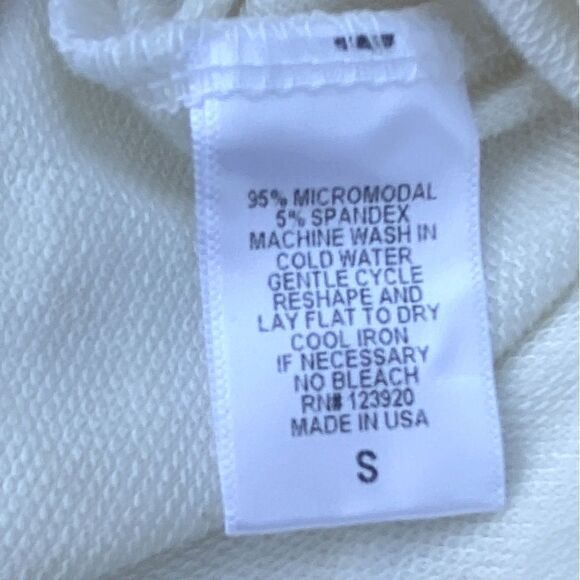 95% MICROMODAL
5% SPANDEX
MACHINE WASH IN
COLD WATER
GENTLE CYCLE
RESHAPE AND
LAY FLAT TO DRY
COOL IRON
IF NECESSARY
NO BLEACH
RN# 123920
MADE IN USA
S